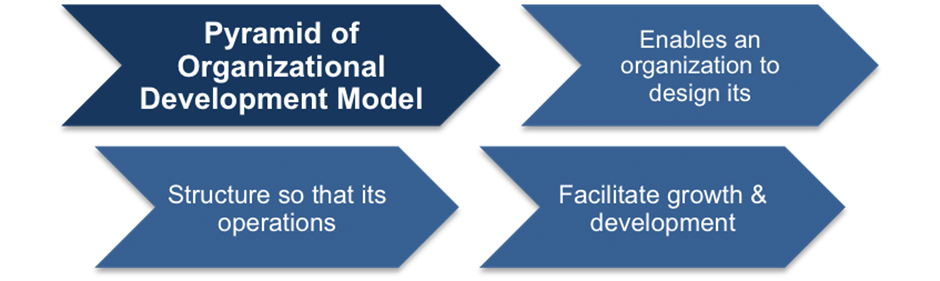 Pyramid of
Organizational
Development Model
Enables an
organization to
design its
Structure so that its
operations
Facilitate growth &
development